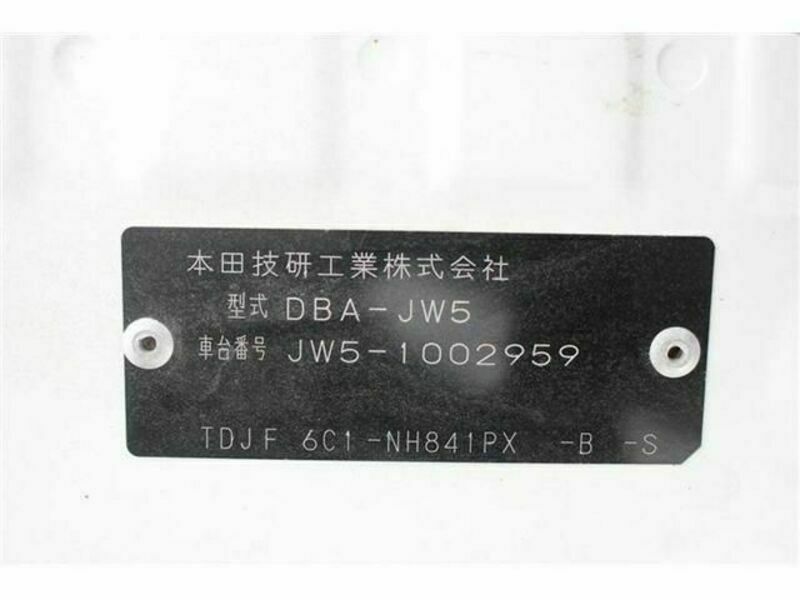 本田技研工業株式会社
型式 DBA-JW5
車台番号 JW5-1002959
TDJF 6C1-NH841PX -B -S